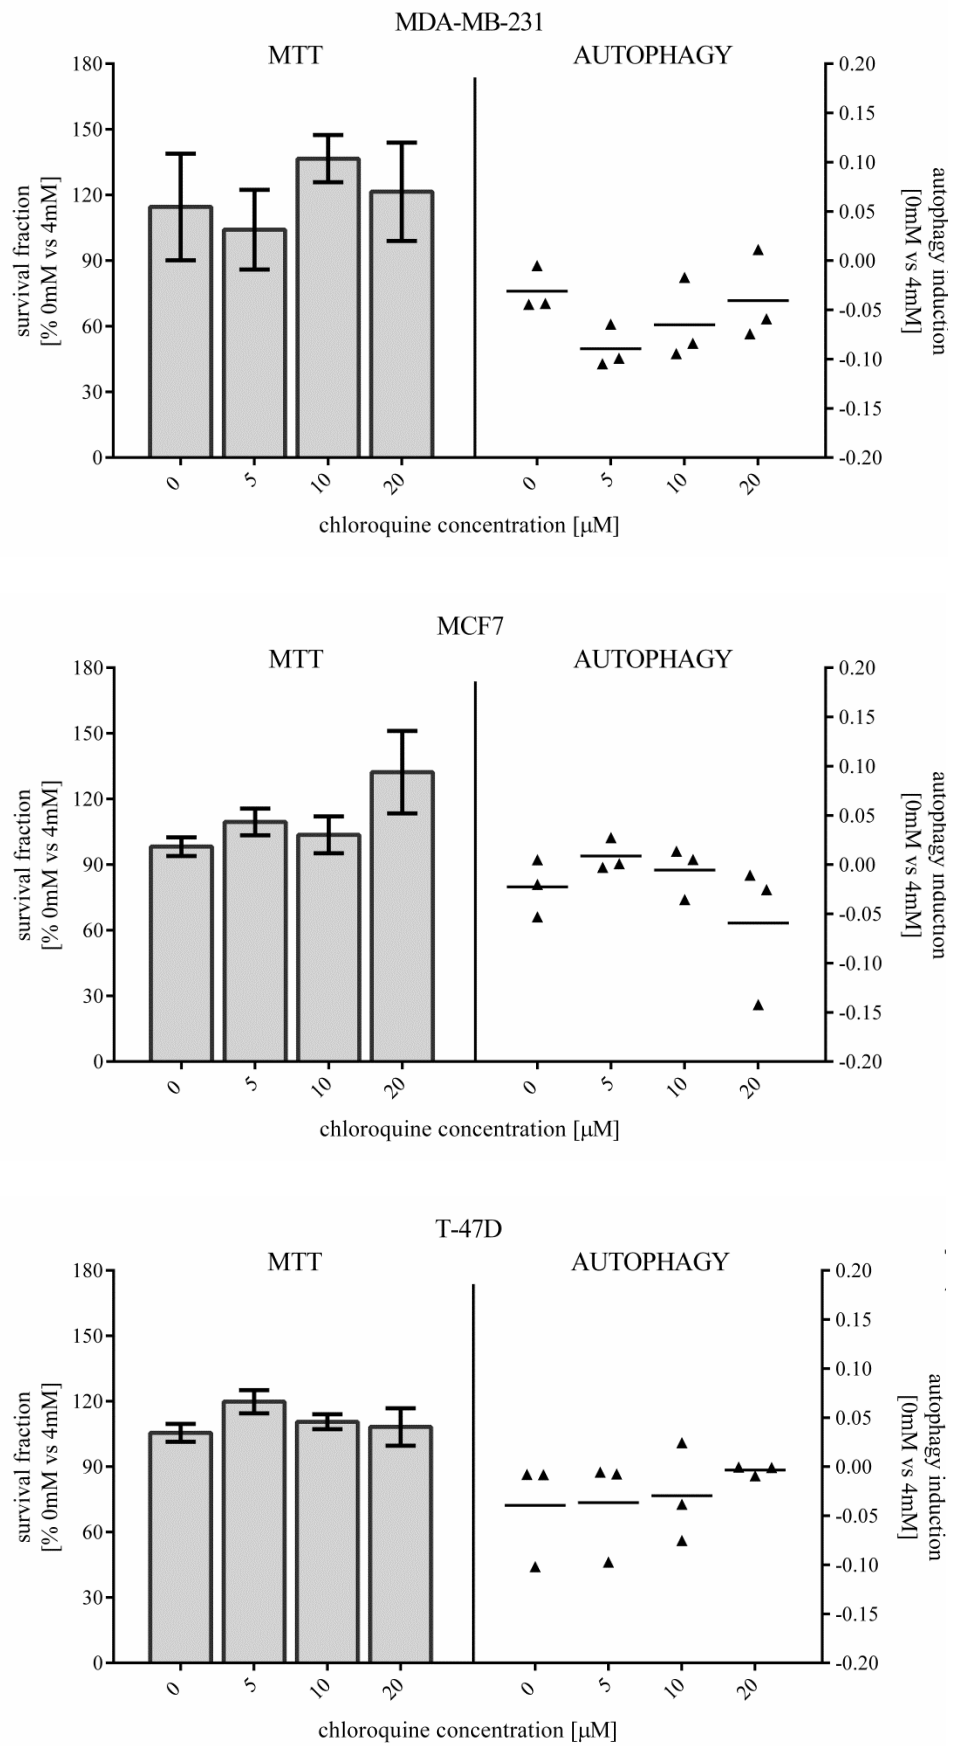 MDA-MB-231
MTT
AUTOPHAGY
180
150
120
90
60
30
0
survival fraction
[% 0mM vs 4mM]
0.20
0.15
0.10
0.05
0.00
-0.05
-0.10
-0.15
-0.20
autophagy induction
[0mM vs 4mM]
0 5 10 20 0 5 10 20
chloroquine concentration [µM]
MCF7
MTT
AUTOPHAGY
180
150
120
90
60
30
0
survival fraction
[% 0mM vs 4mM]
0.20
0.15
0.10
0.05
0.00
-0.05
-0.10
-0.15
-0.20
autophagy induction
[0mM vs 4mM]
0 5 10 20 0 5 10 20
chloroquine concentration [µM]
T-47D
MTT
AUTOPHAGY
180
150
120
90
60
30
0
survival fraction
[% 0mM vs 4mM]
0.20
0.15
0.10
0.05
0.00
-0.05
-0.10
-0.15
-0.20
autophagy induction
[0mM vs 4mM]
0 5 10 20 0 5 10 20
chloroquine concentration [µM]